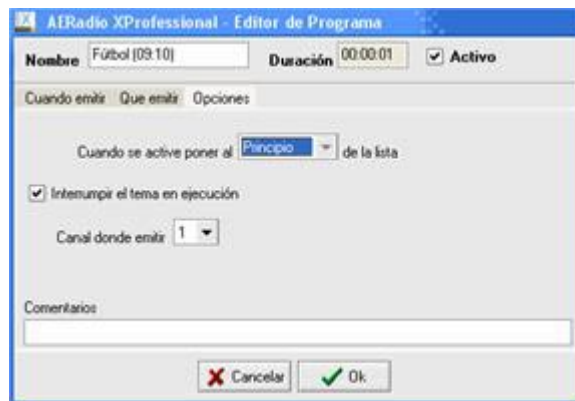 AERadio XProfessional - Editor de Programa
Nombre Fútbol (09:10) Duración 00:00:01 Activo
Cuando emitir Que emitir Opciones
Cuando se active poner al Principio de la lista
Interrumpir el tema en ejecución
Canal donde emitir 1
Comentarios
Cancelar Ok